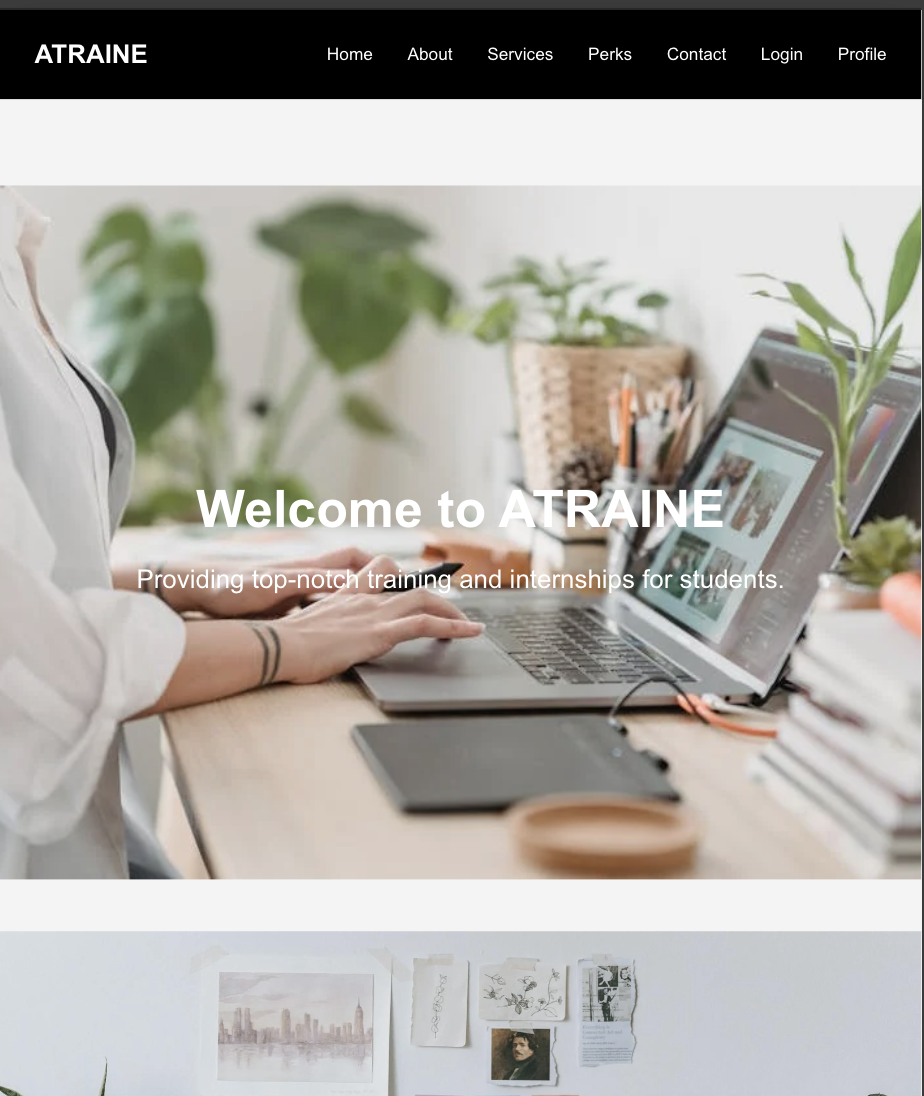 ATRAINE
Home About Services Perks Contact Login Profile
Welcome to ATRAINE
Providing top-notch training and internships for students.